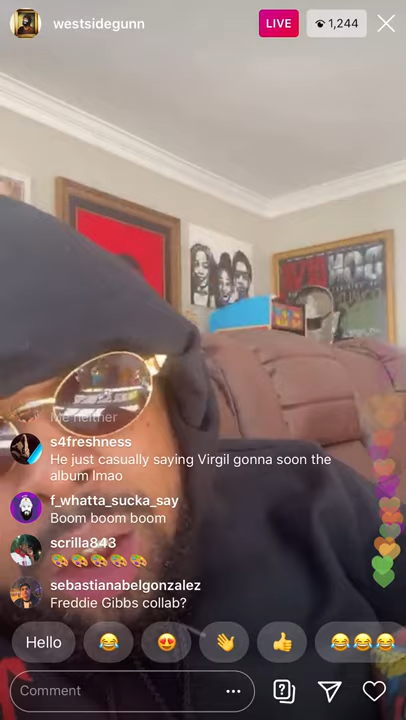 westsidegunn
LIVE
1,244
Me neither
s4freshness
He just casually saying Virgil gonna soon the
album lmao
f_whatta_sucka_say
Boom boom boom
scrilla843
🎨🎨🎨🎨🎨
sebastianabelgonzalez
Freddie Gibbs collab?
Hello 😂 😍 👋 👍 😂😂😂
Comment